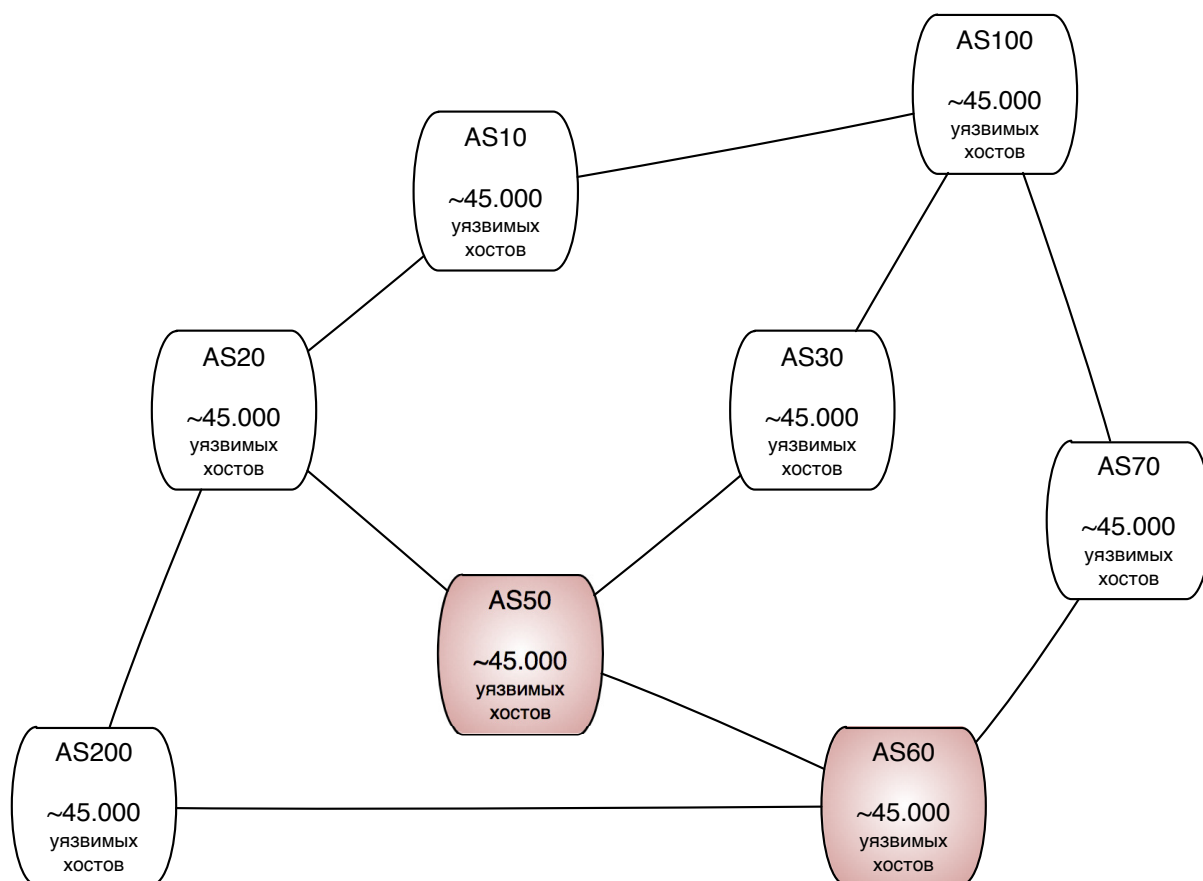 AS100
~45.000
уязвимых
хостов
AS10
~45.000
уязвимых
хостов
AS20
~45.000
уязвимых
хостов
AS30
~45.000
уязвимых
хостов
AS70
~45.000
уязвимых
хостов
AS50
~45.000
уязвимых
хостов
AS200
~45.000
уязвимых
хостов
AS60
~45.000
уязвимых
хостов